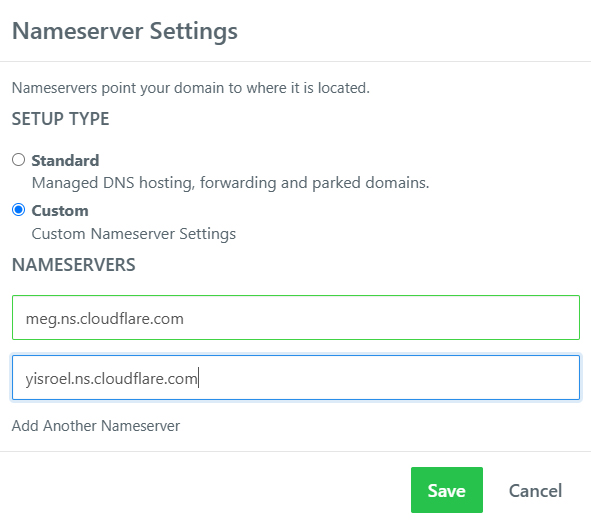 Nameserver Settings
Nameservers point your domain to where it is located.
SETUP TYPE
Standard
Managed DNS hosting, forwarding and parked domains.
Custom
Custom Nameserver Settings
NAMESERVERS
meg.ns.cloudflare.com
yisroel.ns.cloudflare.com
Add Another Nameserver
Save Cancel